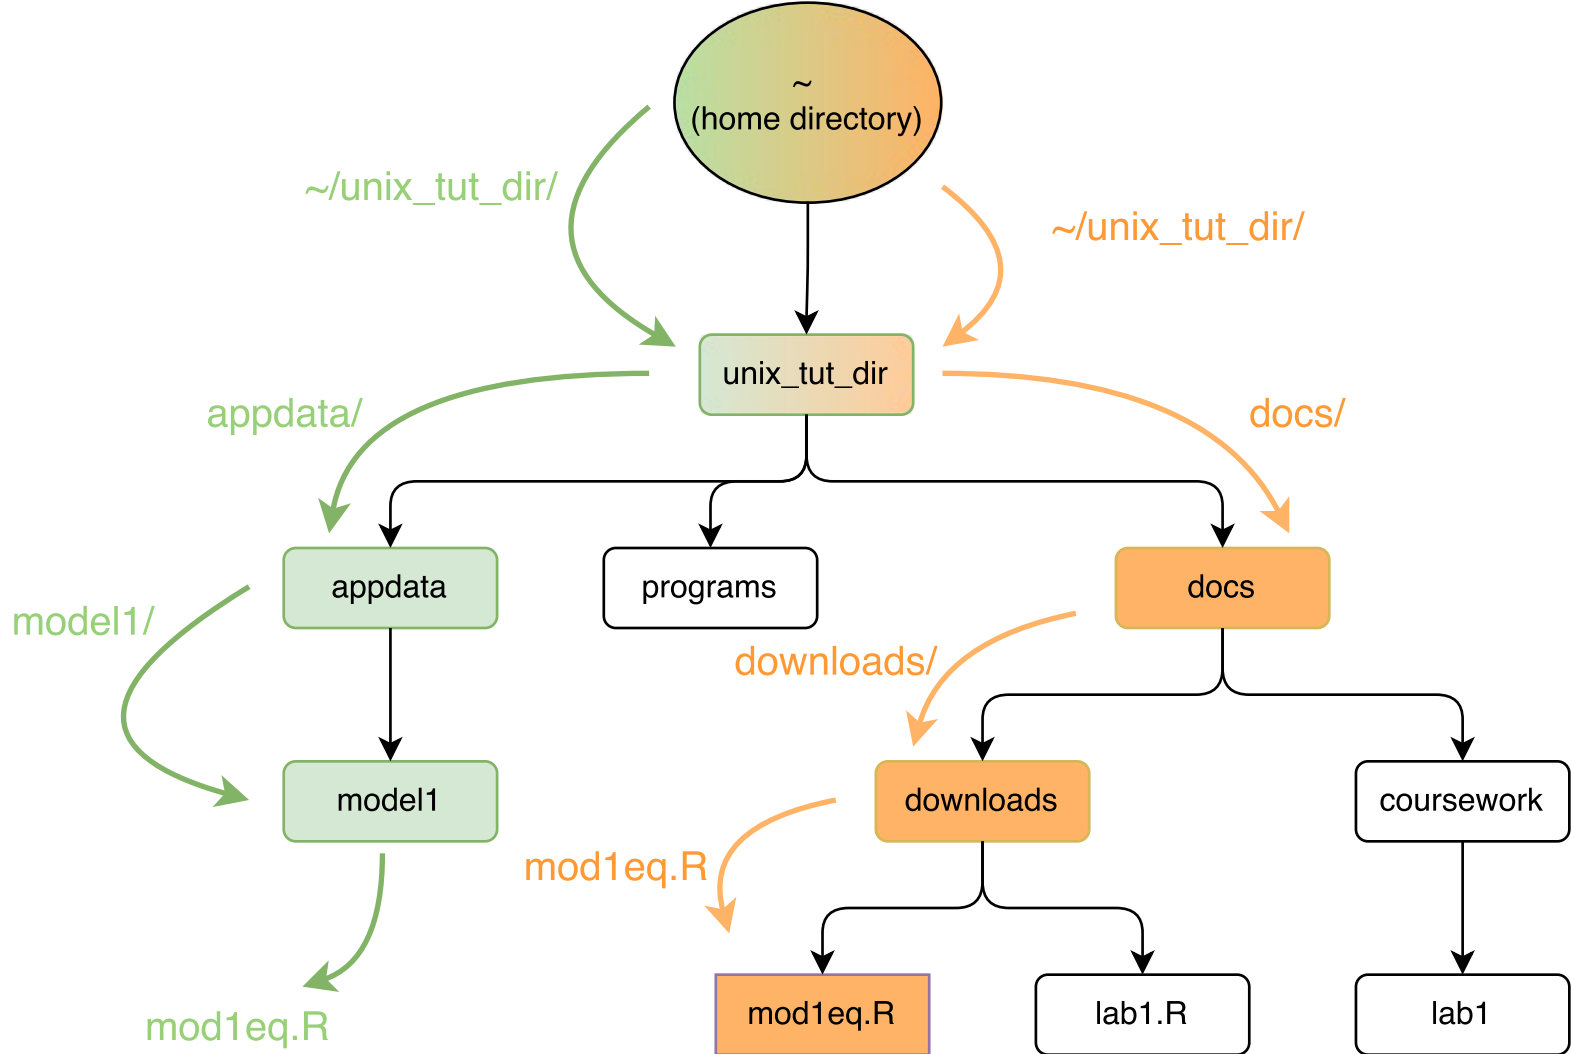 ~
(home directory)
~/unix_tut_dir/
~/unix_tut_dir/
unix_tut_dir
appdata/
docs/
appdata
programs
docs
model1/
downloads/
model1
downloads
coursework
mod1eq.R
mod1eq.R
mod1eq.R
lab1.R
lab1